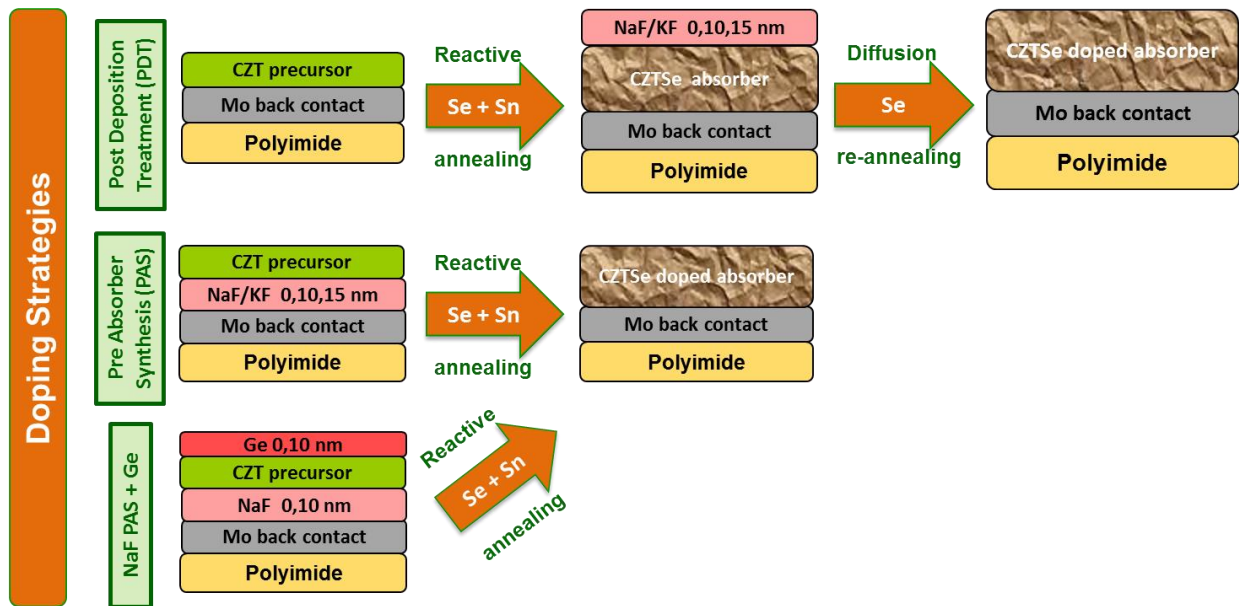 Doping Strategies
Post Deposition
Treatment (PDT)
CZT precursor
Mo back contact
Polyimide
Reactive
Se + Sn
annealing
NaF/KF 0,10,15 nm
CZTSe absorber
Mo back contact
Polyimide
Diffusion
Se
re-annealing
CZTSe doped absorber
Mo back contact
Polyimide
Pre Absorber
Synthesis (PAS)
CZT precursor
NaF/KF 0,10,15 nm
Mo back contact
Polyimide
Reactive
Se + Sn
annealing
CZTSe doped absorber
Mo back contact
Polyimide
NaF PAS + Ge
Ge 0,10 nm
CZT precursor
NaF 0,10 nm
Mo back contact
Polyimide
Reactive
Se + Sn
annealing